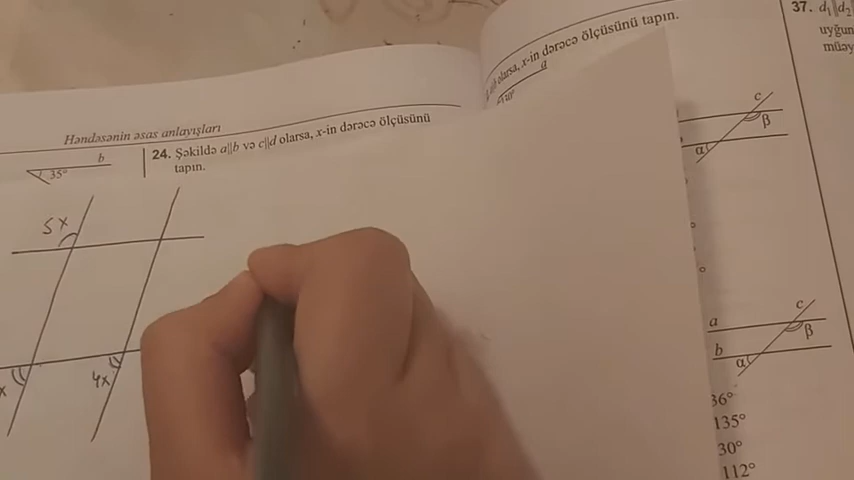 Həndəsənin əsas anlayışları
b
35°
24. Şəkildə a||b və c||d olarsa, x-in dərəcə ölçüsünü
tapın.
5x
x
4x
olarsa, x-in dərəcə ölçüsünü tapın.
a
c
β
α
c
a
β
b
α
36°
135°
30°
112°
37. d₁||d₂
uyğun
müəy